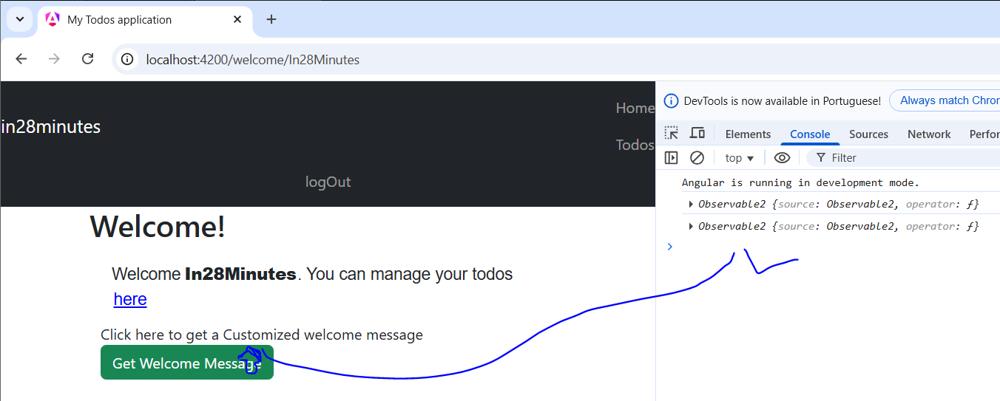 My Todos application
localhost:4200/welcome/In28Minutes
in28minutes
Home
Todos
logOut
Welcome!
Welcome In28Minutes. You can manage your todos
here
Click here to get a Customized welcome message
Get Welcome Message
DevTools is now available in Portuguese! Always match Chrom
Elements Console Sources Network Perfor
top Filter
Angular is running in development mode.
Observable2 {source: Observable2, operator: ƒ}
Observable2 {source: Observable2, operator: ƒ}